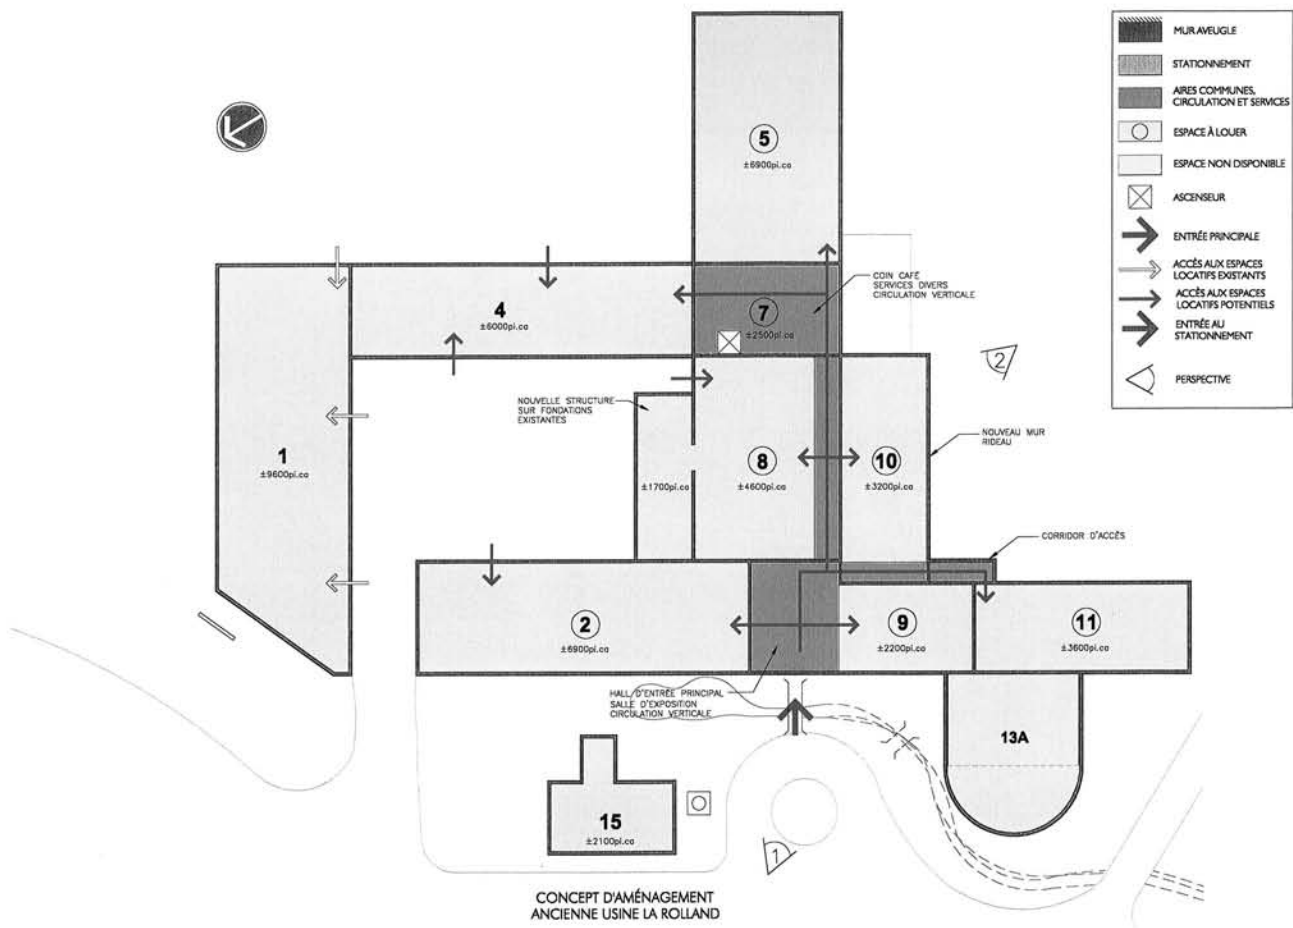 MUR AVEUGLE
STATIONNEMENT
AIRES COMMUNES,
CIRCULATION ET SERVICES
ESPACE À LOUER
ESPACE NON DISPONIBLE
ASCENSEUR
ENTRÉE PRINCIPALE
ACCÈS AUX ESPACES
LOCATIFS EXISTANTS
ACCÈS AUX ESPACES
LOCATIFS POTENTIELS
ENTRÉE AU
STATIONNEMENT
PERSPECTIVE
5
±6900pi.ca
COIN CAFÉ
SERVICES DIVERS
CIRCULATION VERTICALE
4
±6000pi.ca
7
±2500pi.ca
2
NOUVELLE STRUCTURE
SUR FONDATIONS
EXISTANTES
NOUVEAU MUR
RIDEAU
1
±9600pi.ca
±1700pi.ca
8
±4600pi.ca
10
±3200pi.ca
CORRIDOR D'ACCÈS
2
±6900pi.ca
9
±2200pi.ca
11
±3600pi.ca
HALL D'ENTRÉE PRINCIPAL
SALLE D'EXPOSITION
CIRCULATION VERTICALE
13A
15
±2100pi.ca
1
CONCEPT D'AMÉNAGEMENT
ANCIENNE USINE LA ROLLAND